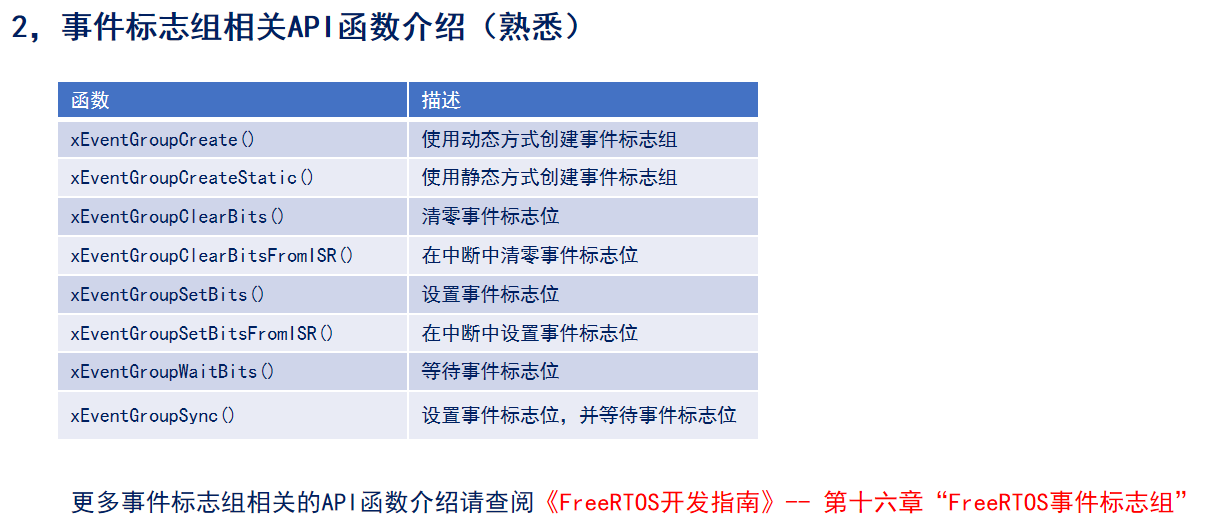 2，事件标志组相关API函数介绍（熟悉）
函数 描述
xEventGroupCreate() 使用动态方式创建事件标志组
xEventGroupCreateStatic() 使用静态方式创建事件标志组
xEventGroupClearBits() 清零事件标志位
xEventGroupClearBitsFromISR() 在中断中清零事件标志位
xEventGroupSetBits() 设置事件标志位
xEventGroupSetBitsFromISR() 在中断中设置事件标志位
xEventGroupWaitBits() 等待事件标志位
xEventGroupSync() 设置事件标志位，并等待事件标志位
更多事件标志组相关的API函数介绍请查阅《FreeRTOS开发指南》-- 第十六章“FreeRTOS事件标志组”